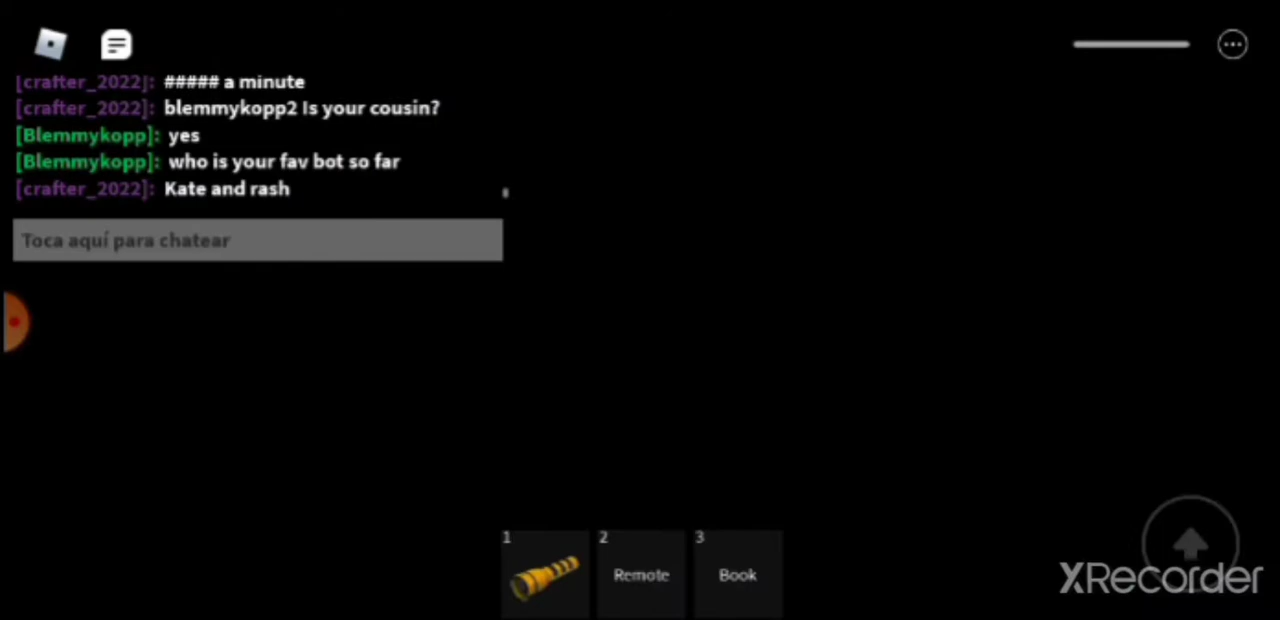 [crafter_2022]: ##### a minute
[crafter_2022]: blemmykopp2 Is your cousin?
[Blemmykopp]: yes
[Blemmykopp]: who is your fav bot so far
[crafter_2022]: Kate and rash
Toca aquí para chatear
1
2 Remote
3 Book
XRecorder